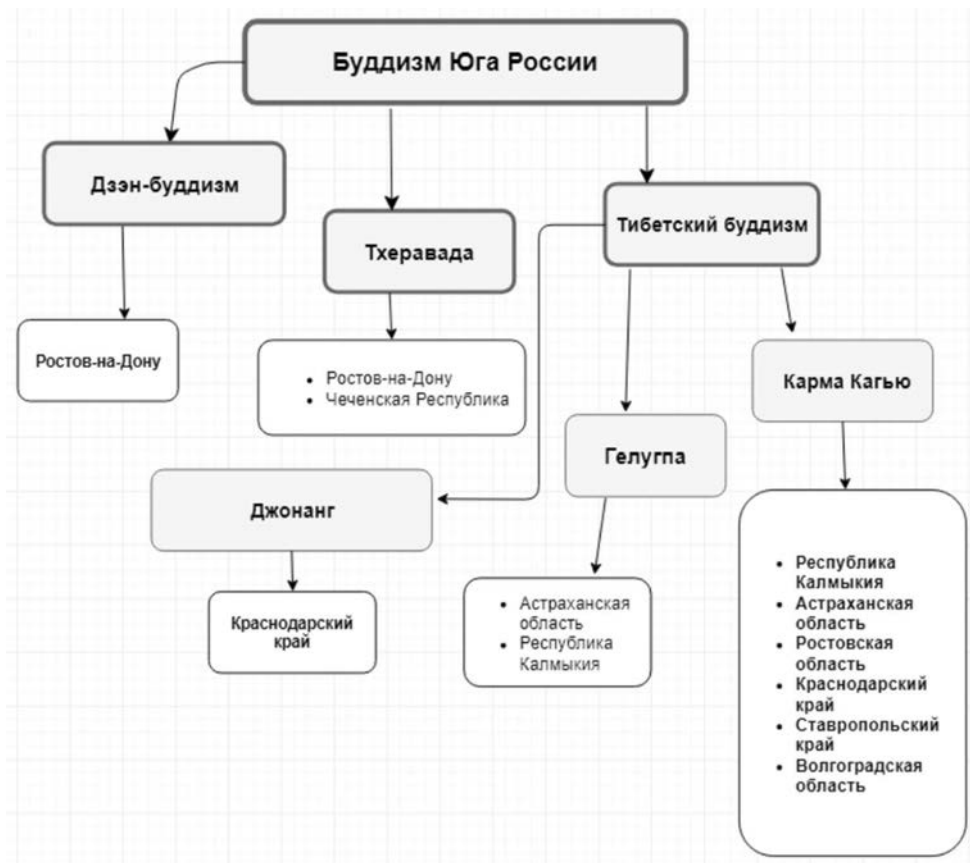 Буддизм Юга России
Дзэн-буддизм
Ростов-на-Дону
Тхеравада
• Ростов-на-Дону
• Чеченская Республика
Тибетский буддизм
Джонанг
Краснодарский
край
Гелугпа
• Астраханская
область
• Республика
Калмыкия
Карма Кагью
• Республика
Калмыкия
• Астраханская
область
• Ростовская
область
• Краснодарский
край
• Ставропольский
край
• Волгоградская
область